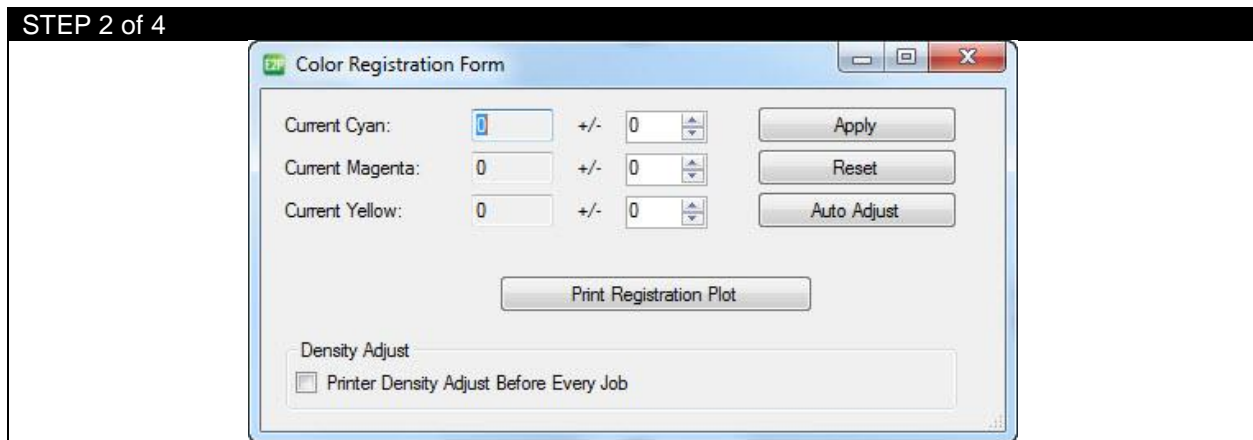 STEP 2 of 4
E2P Color Registration Form
Current Cyan: 0 +/- 0 Apply
Current Magenta: 0 +/- 0 Reset
Current Yellow: 0 +/- 0 Auto Adjust
Print Registration Plot
Density Adjust
Printer Density Adjust Before Every Job